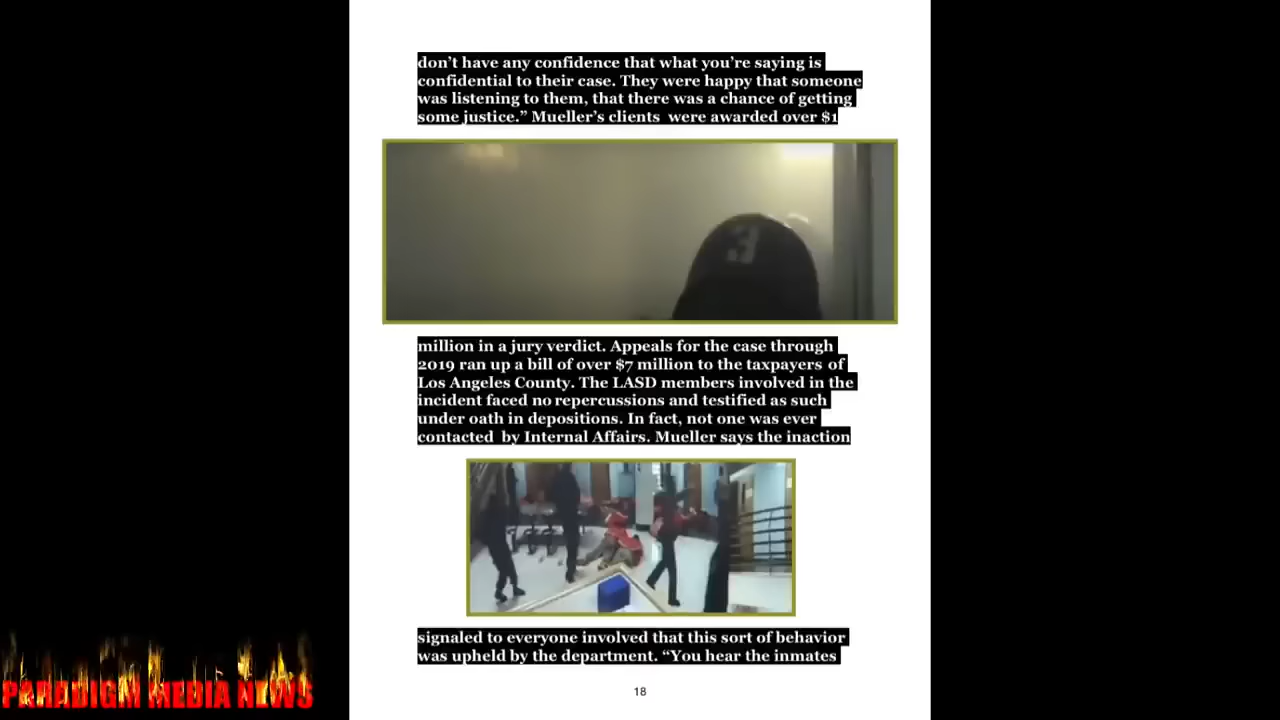 don’t have any confidence that what you’re saying is
confidential to their case. They were happy that someone
was listening to them, that there was a chance of getting
some justice.” Mueller’s clients were awarded over $1
3
million in a jury verdict. Appeals for the case through
2019 ran up a bill of over $7 million to the taxpayers of
Los Angeles County. The LASD members involved in the
incident faced no repercussions and testified as such
under oath in depositions. In fact, not one was ever
contacted by Internal Affairs. Mueller says the inaction
signaled to everyone involved that this sort of behavior
was upheld by the department. “You hear the inmates
18
PARADIGM MEDIA NEWS